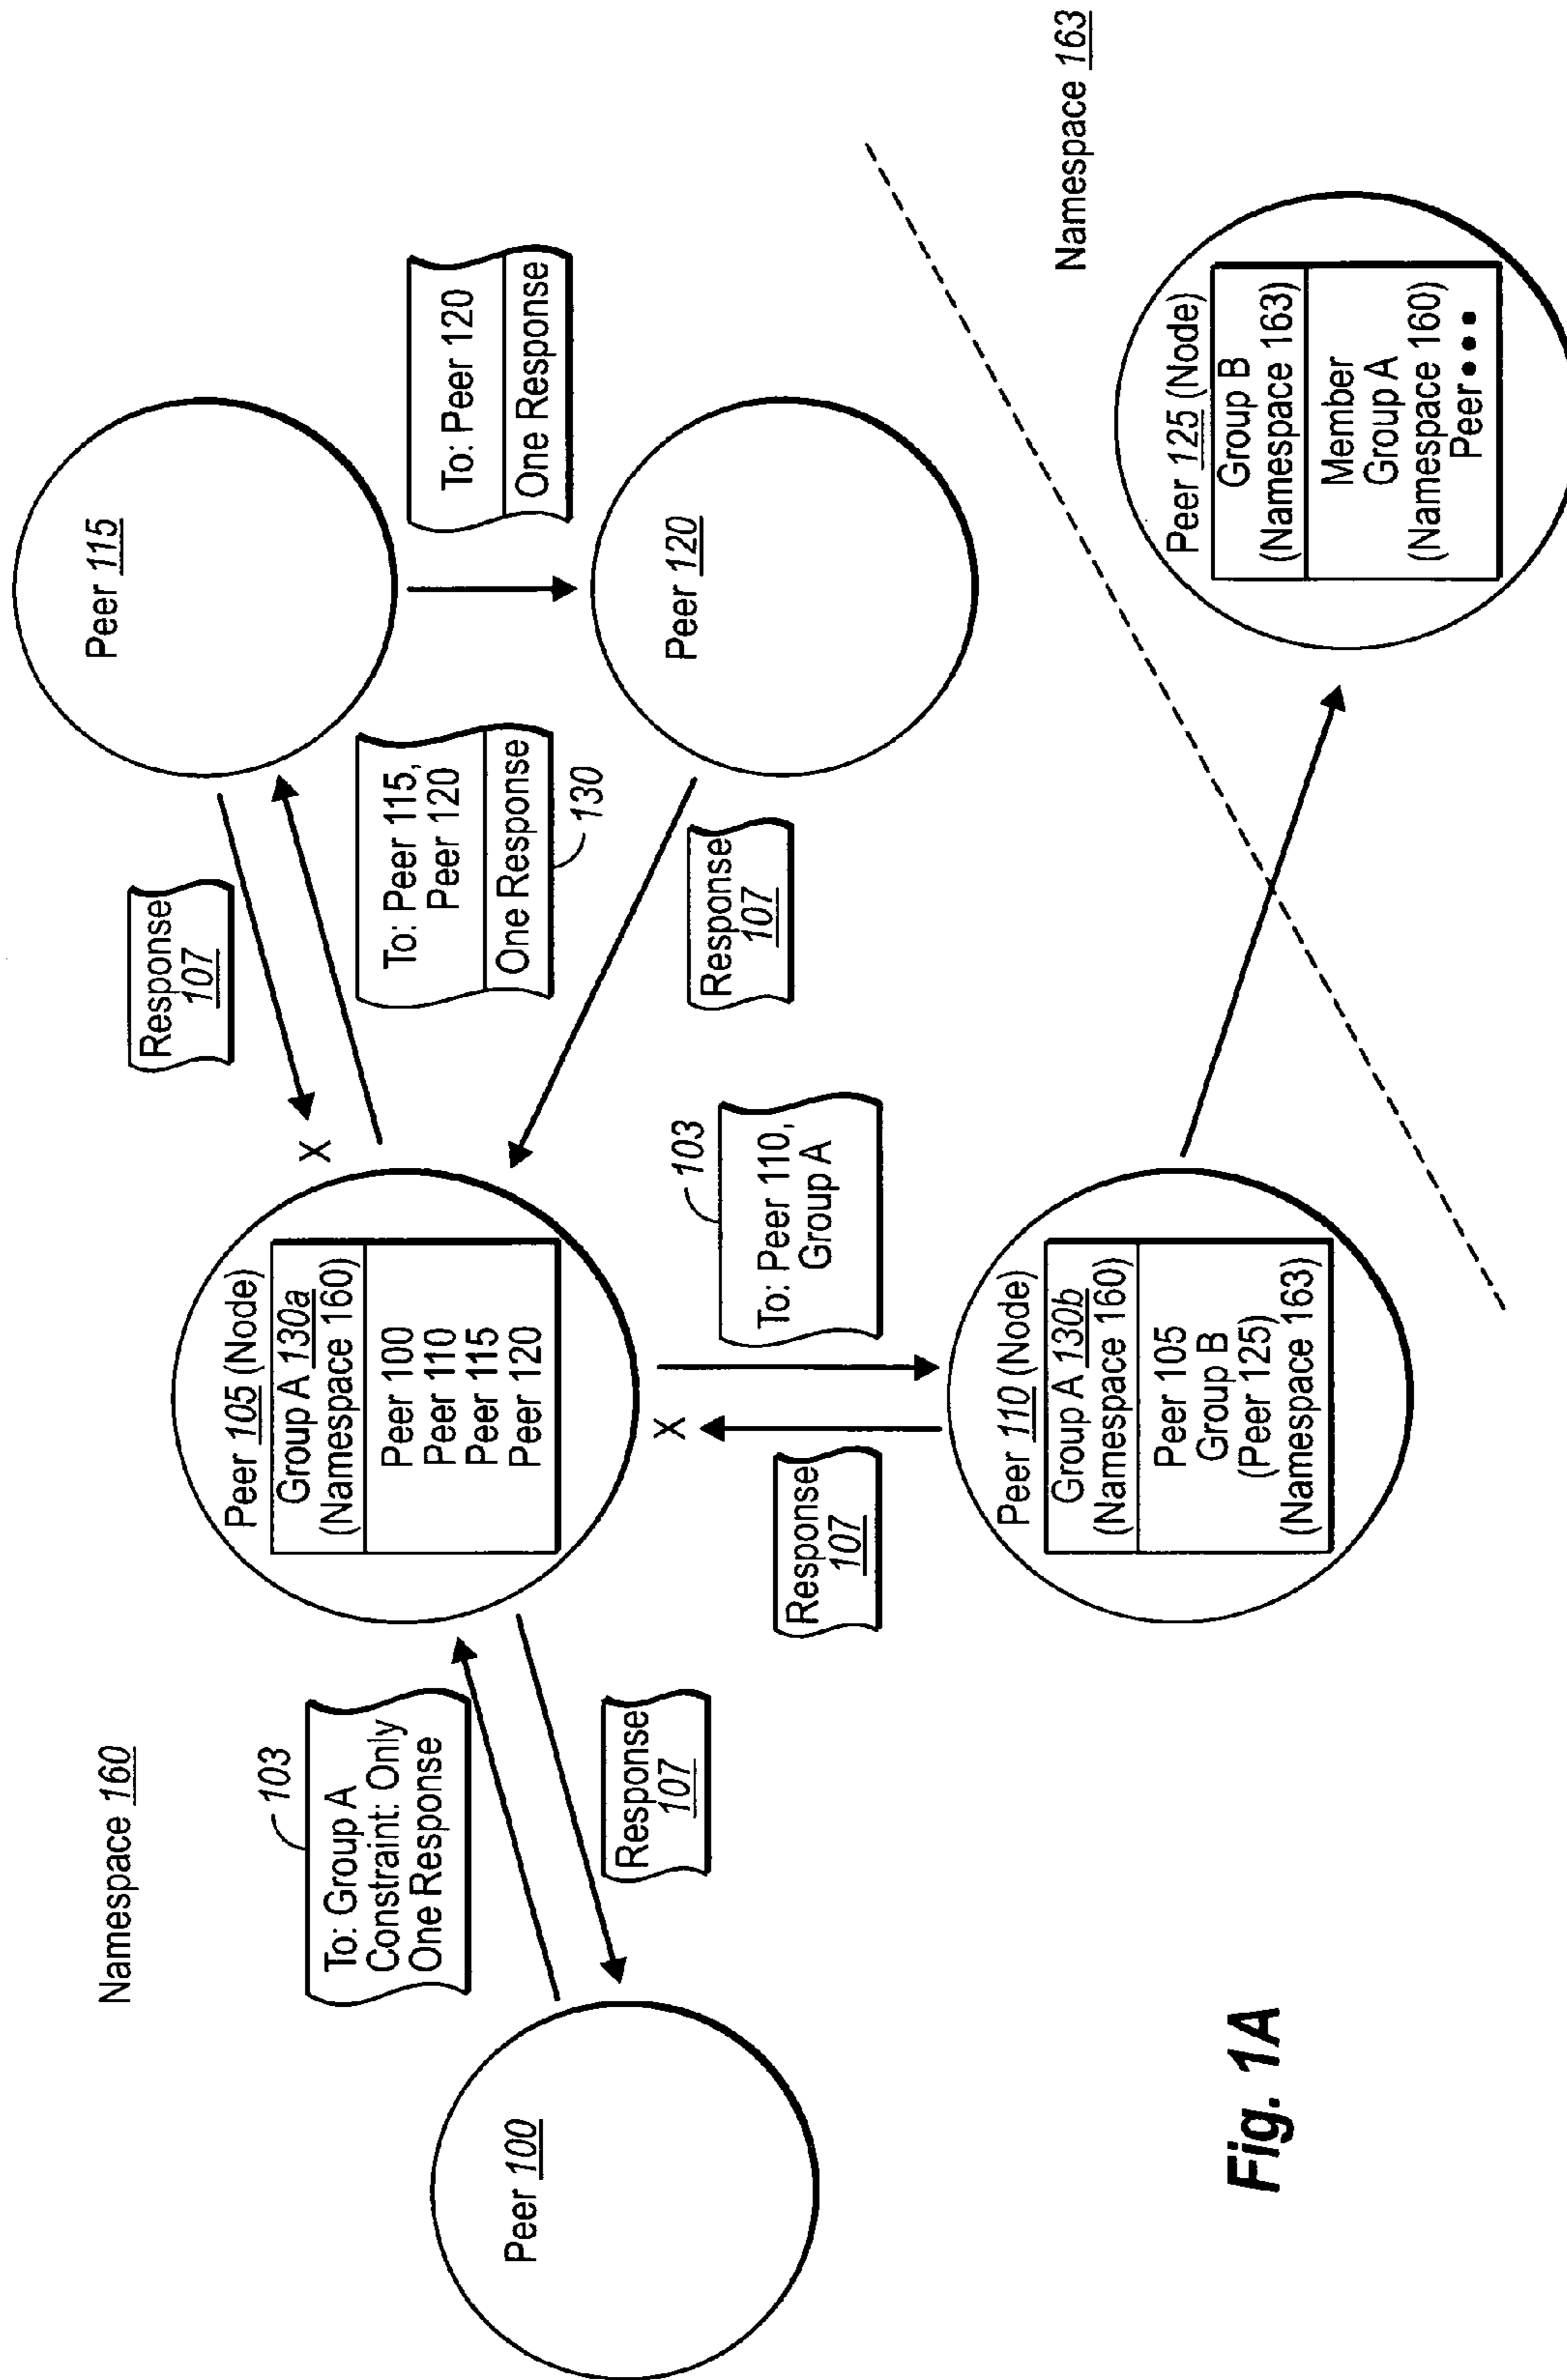 Namespace 160
Peer 100
103
To: Group A
Constraint: Only
One Response
Response
107
Peer 105 (Node)
Group A 130a
(Namespace 160)
Peer 100
Peer 110
Peer 115
Peer 120
X
Response
107
Peer 115
To: Peer 115,
Peer 120
One Response
130
To: Peer 120
One Response
Peer 120
Response
107
X
Response
107
103
To: Peer 110,
Group A
Peer 110 (Node)
Group A 130b
(Namespace 160)
Peer 105
Group B
(Peer 125)
(Namespace 163)
Namespace 163
Peer 125 (Node)
Group B
(Namespace 163)
Member
Group A
(Namespace 160)
Peer •••
Fig. 1A